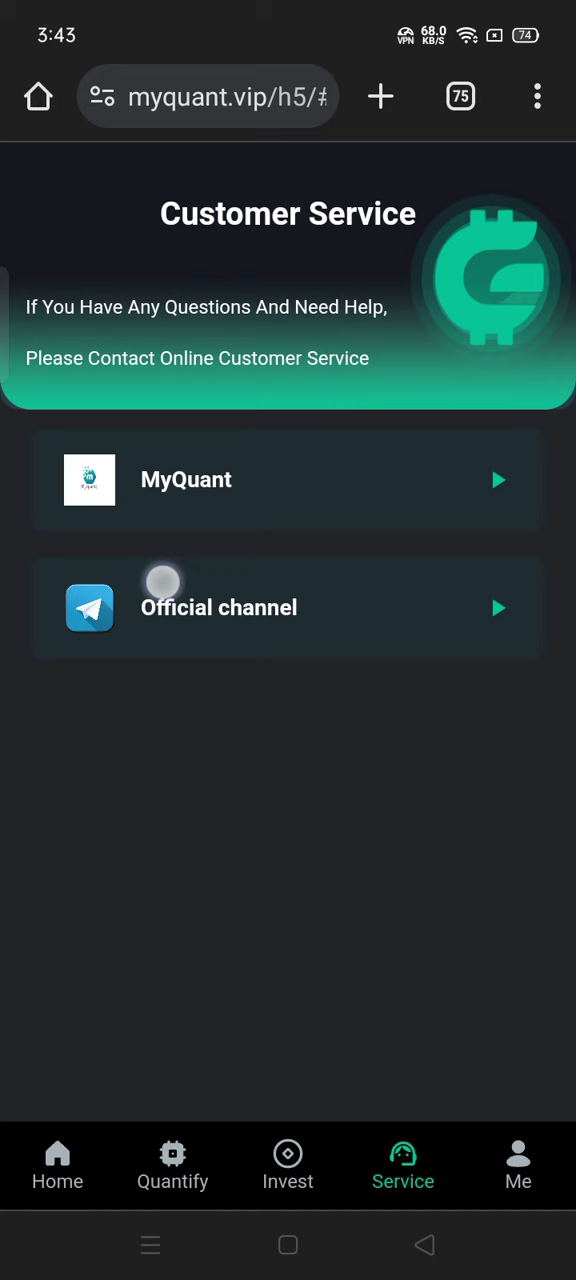 3:43
VPN
68.0
KB/S
74
myquant.vip/h5/#
75
Customer Service
If You Have Any Questions And Need Help,
Please Contact Online Customer Service
MyQuant
Official channel
Home
Quantify
Invest
Service
Me